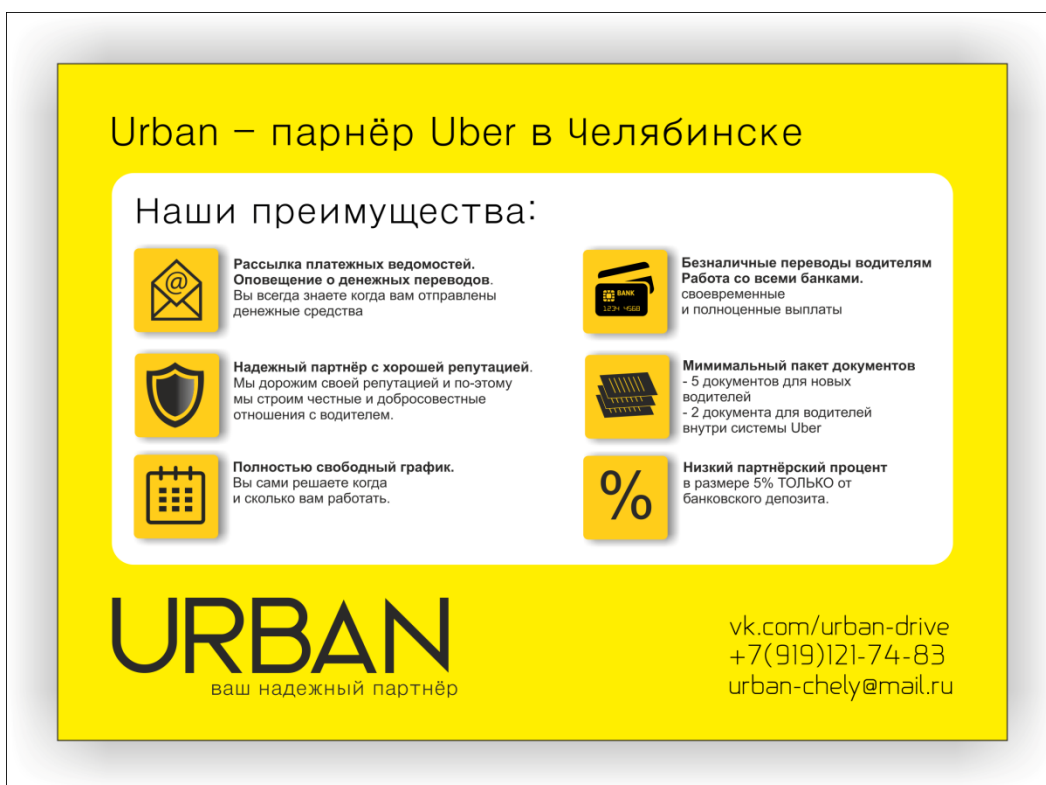 Urban – парнёр Uber в Челябинске
Наши преимущества:
Рассылка платежных ведомостей.
Оповещение о денежных переводов.
Вы всегда знаете когда вам отправлены
денежные средства
Надежный партнёр с хорошей репутацией.
Мы дорожим своей репутацией и по-этому
мы строим честные и добросовестные
отношения с водителем.
Полностью свободный график.
Вы сами решаете когда
и сколько вам работать.
BANK
1234 4568
Безналичные переводы водителям
Работа со всеми банками.
своевременные
и полноценные выплаты
Мимимальный пакет документов
- 5 документов для новых
водителей
- 2 документа для водителей
внутри системы Uber
%
Низкий партнёрский процент
в размере 5% ТОЛЬКО от
банковского депозита.
URBAN
ваш надежный партнёр
vk.com/urban-drive
+7(919)121-74-83
urban-chely@mail.ru